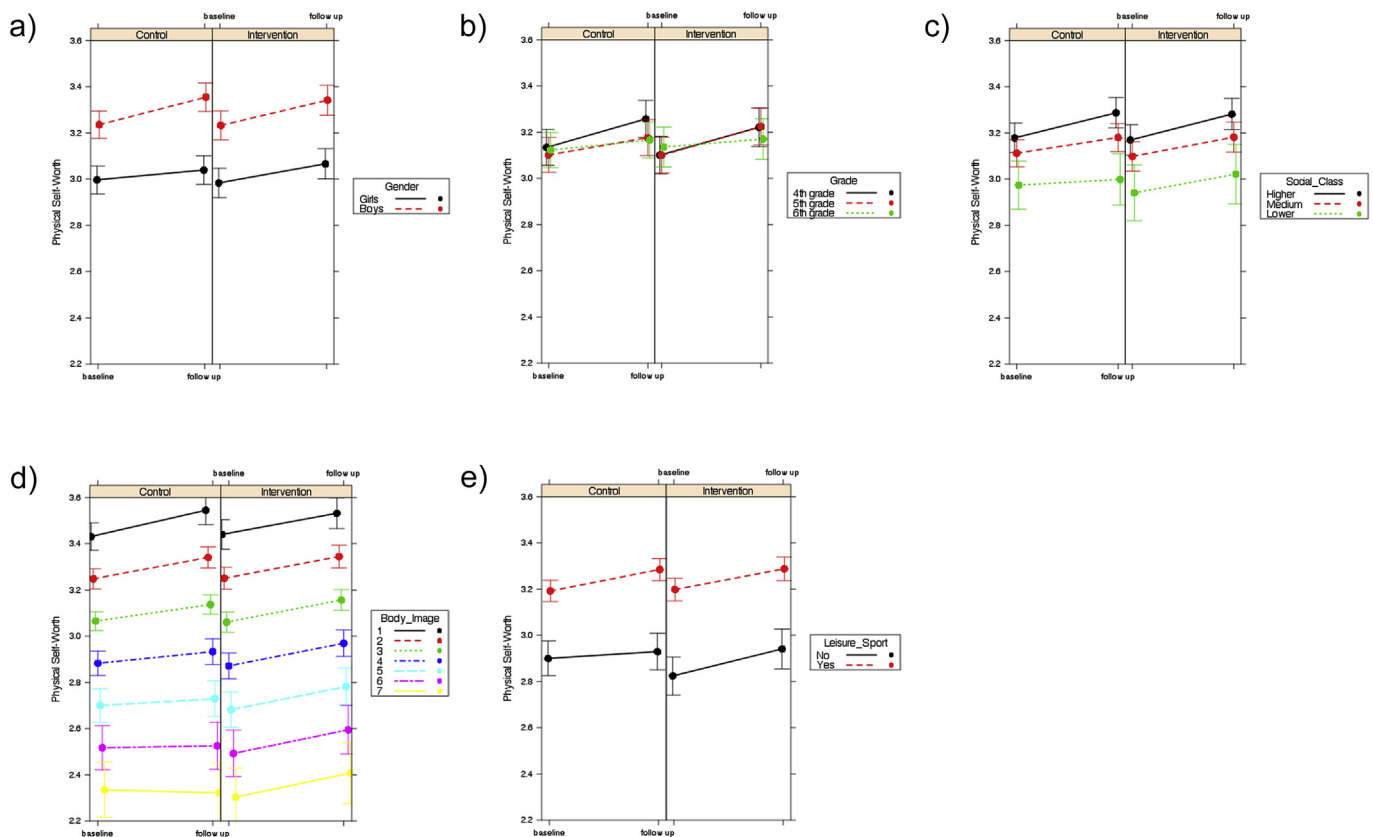 a)
baseline follow up
Control Intervention
3.6
3.4
3.2
3.0
2.8
2.6
2.4
2.2
Physical Self-Worth
baseline follow up
Gender
Girls
Boys
b)
baseline follow up
Control Intervention
3.6
3.4
3.2
3.0
2.8
2.6
2.4
2.2
Physical Self-Worth
baseline follow up
Grade
4th grade
5th grade
6th grade
c)
baseline follow up
Control Intervention
3.6
3.4
3.2
3.0
2.8
2.6
2.4
2.2
Physical Self-Worth
baseline follow up
Social_Class
Higher
Medium
Lower
d)
baseline follow up
Control Intervention
3.6
3.4
3.2
3.0
2.8
2.6
2.4
2.2
Physical Self-Worth
baseline follow up
Body_Image
1
2
3
4
5
6
7
e)
baseline follow up
Control Intervention
3.6
3.4
3.2
3.0
2.8
2.6
2.4
2.2
Physical Self-Worth
baseline follow up
Leisure_Sport
No
Yes